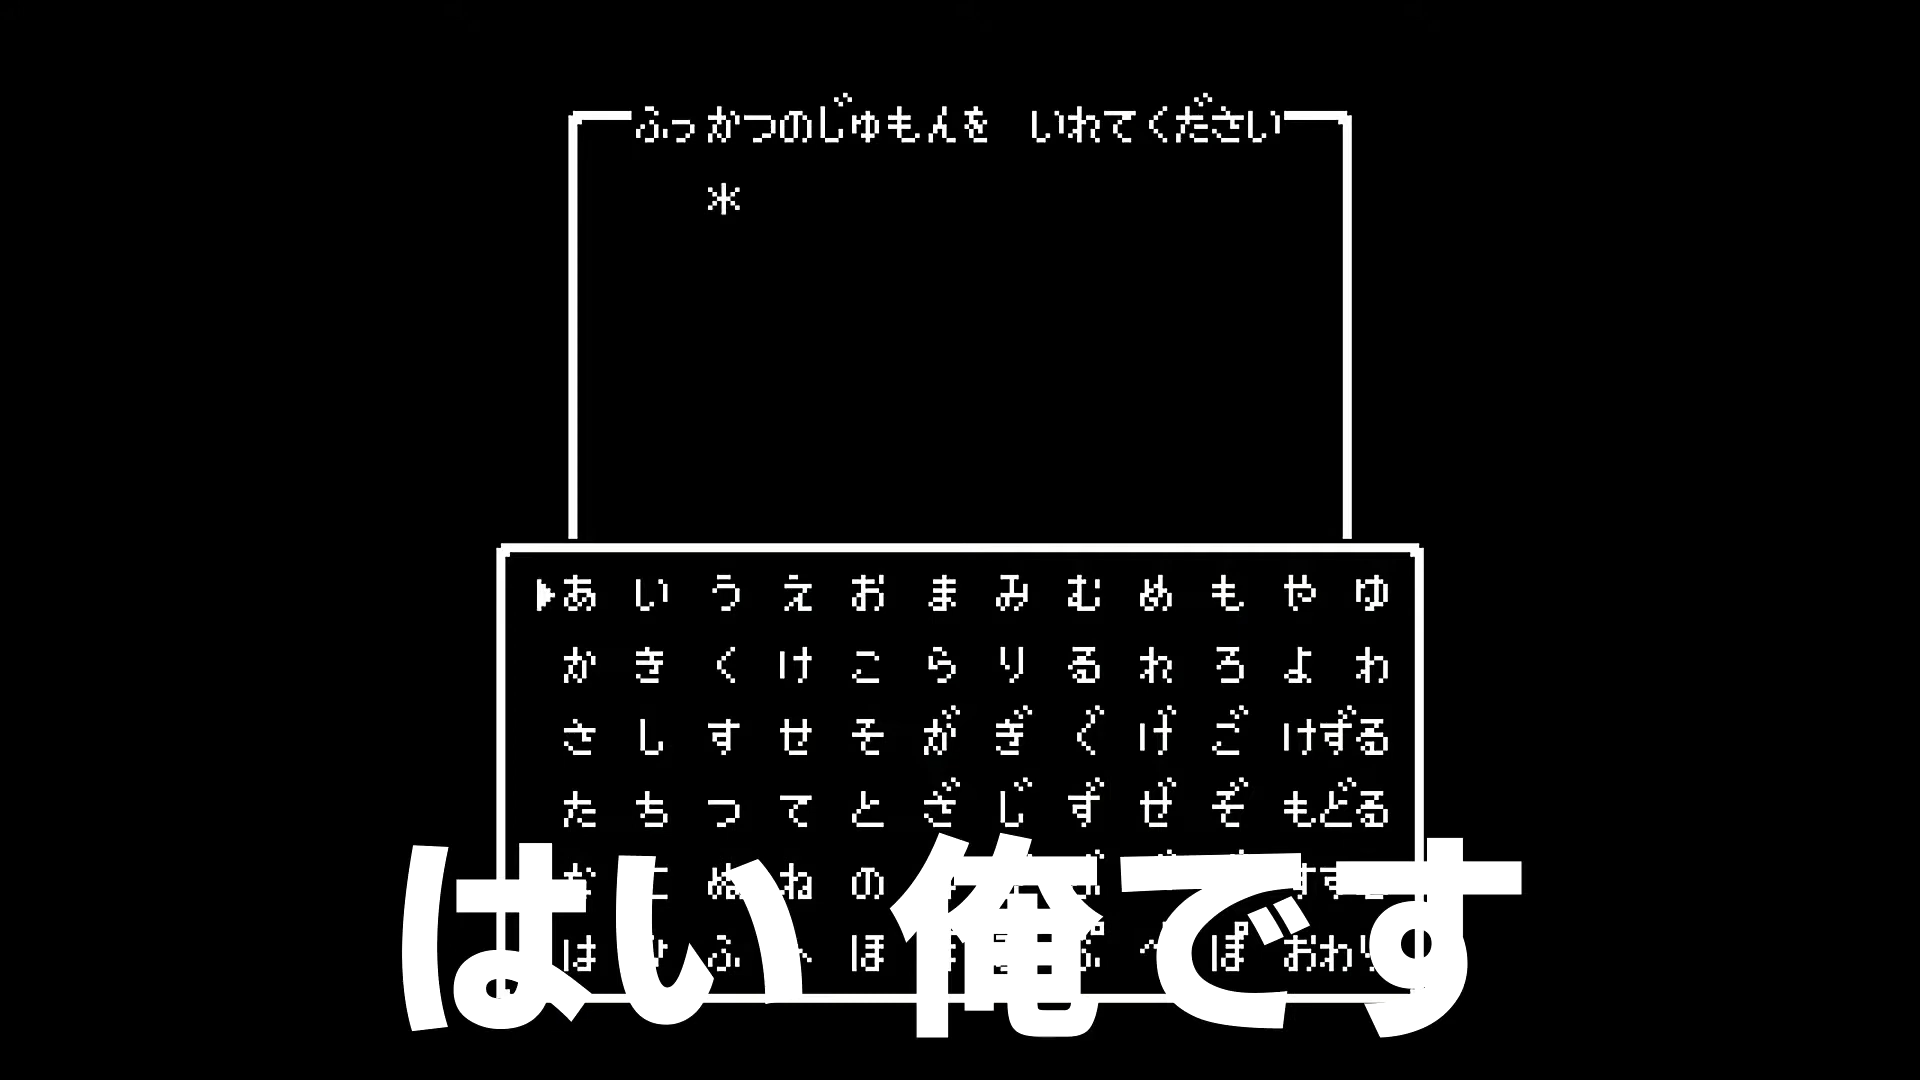 ふっかつのじゅもんを　いれてください
*
▶あ い う え お ま み む め も や ゆ
か き く け こ ら り る れ ろ よ わ
さ し す せ そ が ぎ ぐ げ ご けずる
た ち つ て と ざ じ ず ぜ ぞ もどる
ぬ ね の
は ふ ほ ぽ
はい 俺です